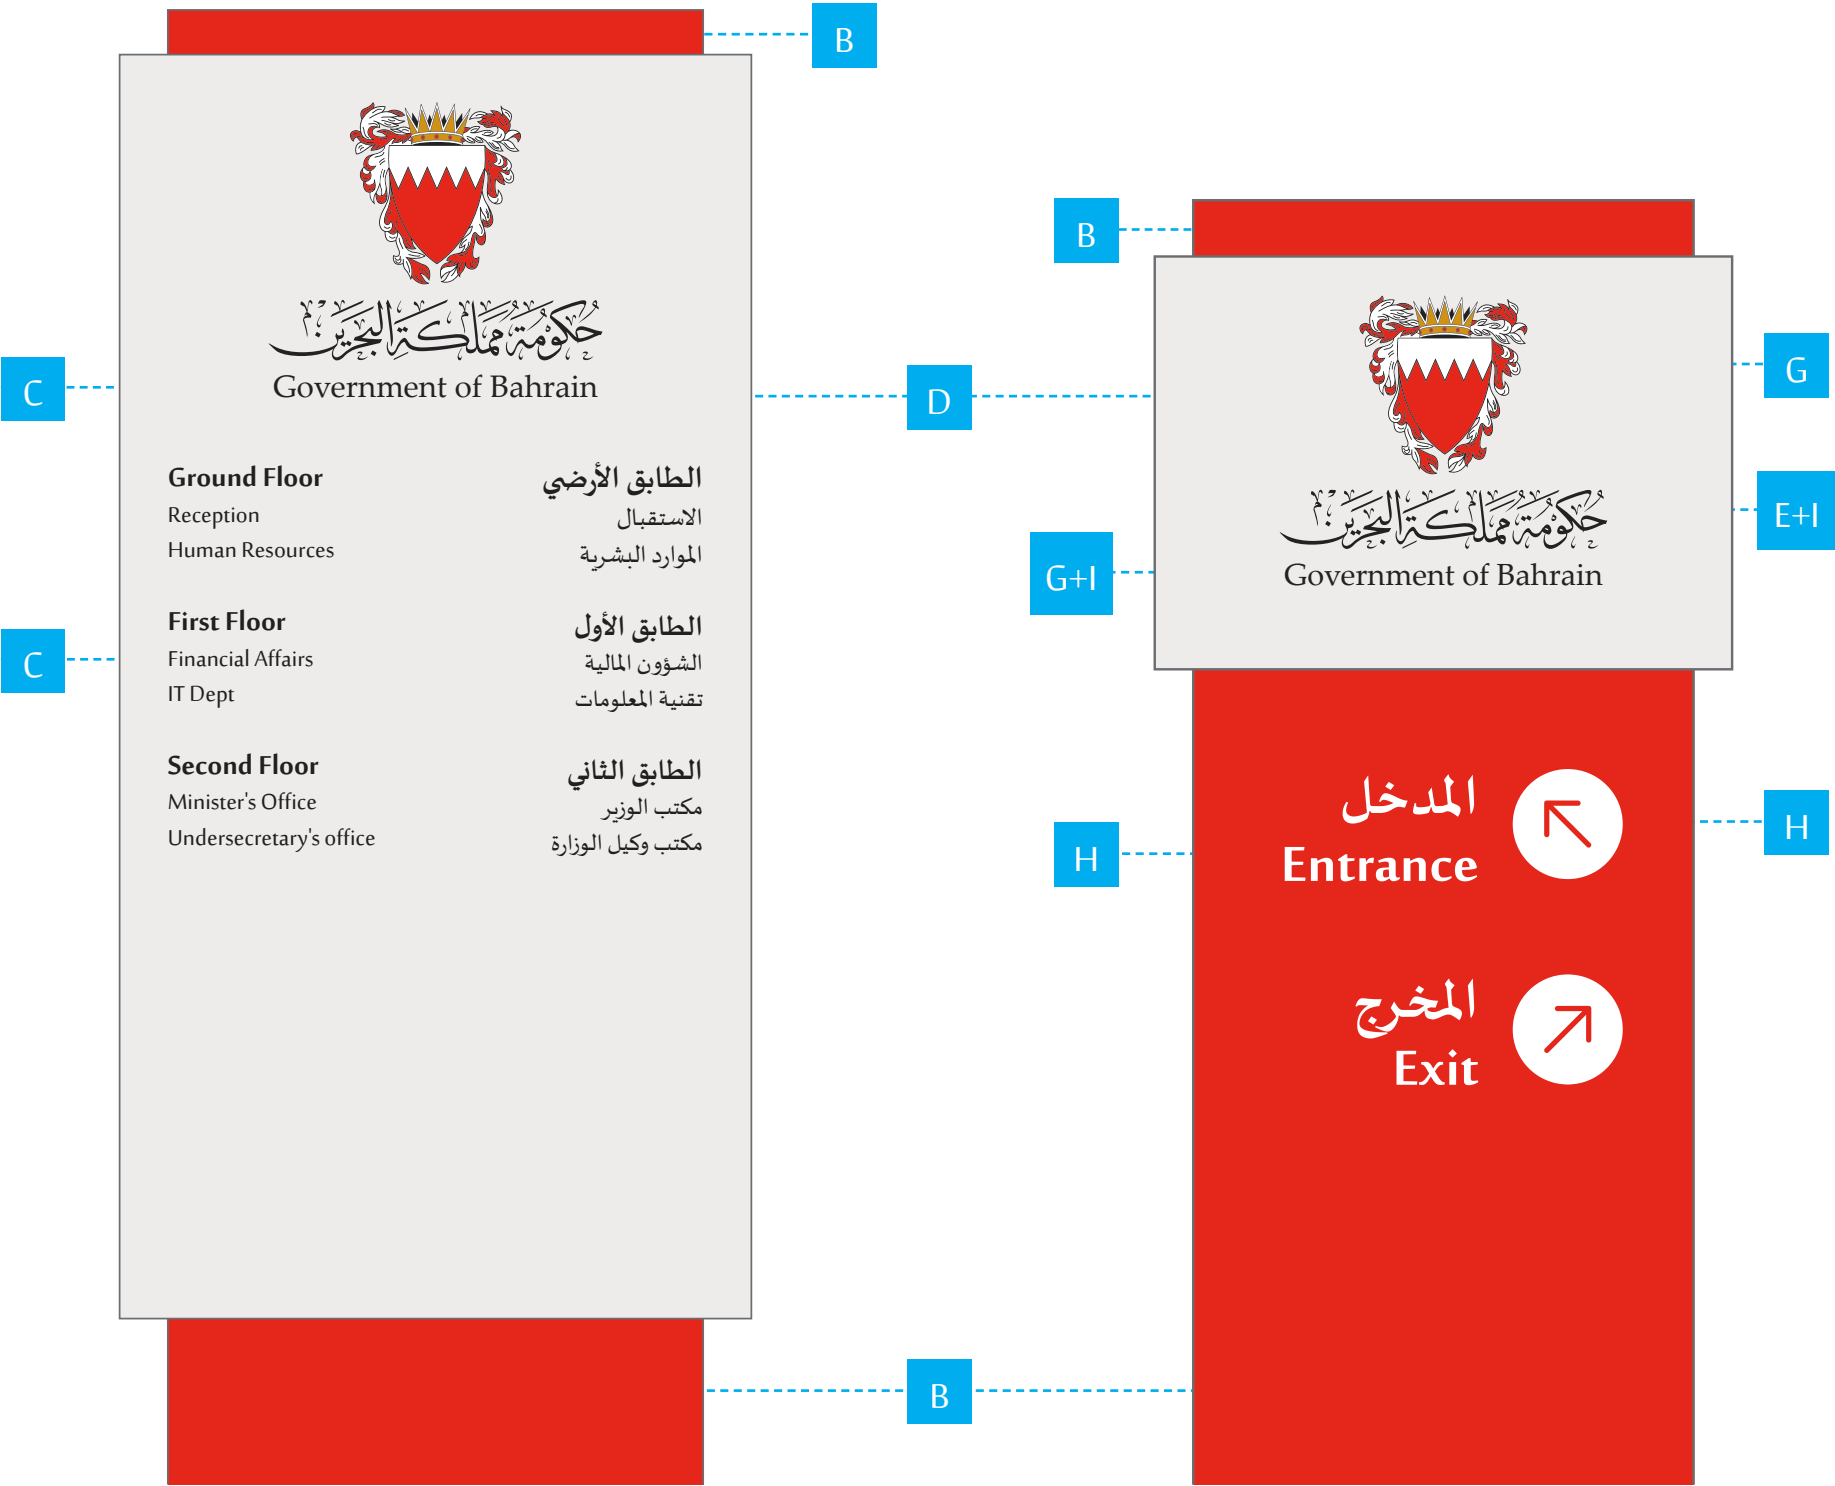 B
حكومة مملكة البحرين
Government of Bahrain
C
D
Ground Floor
الطابق الأرضي
Reception
الاستقبال
Human Resources
الموارد البشرية
C
First Floor
الطابق الأول
Financial Affairs
الشؤون المالية
IT Dept
تقنية المعلومات
Second Floor
الطابق الثاني
Minister's Office
مكتب الوزير
Undersecretary's office
مكتب وكيل الوزارة
B
B
G
حكومة مملكة البحرين
Government of Bahrain
E+I
G+I
H
H
المدخل
Entrance
المخرج
Exit